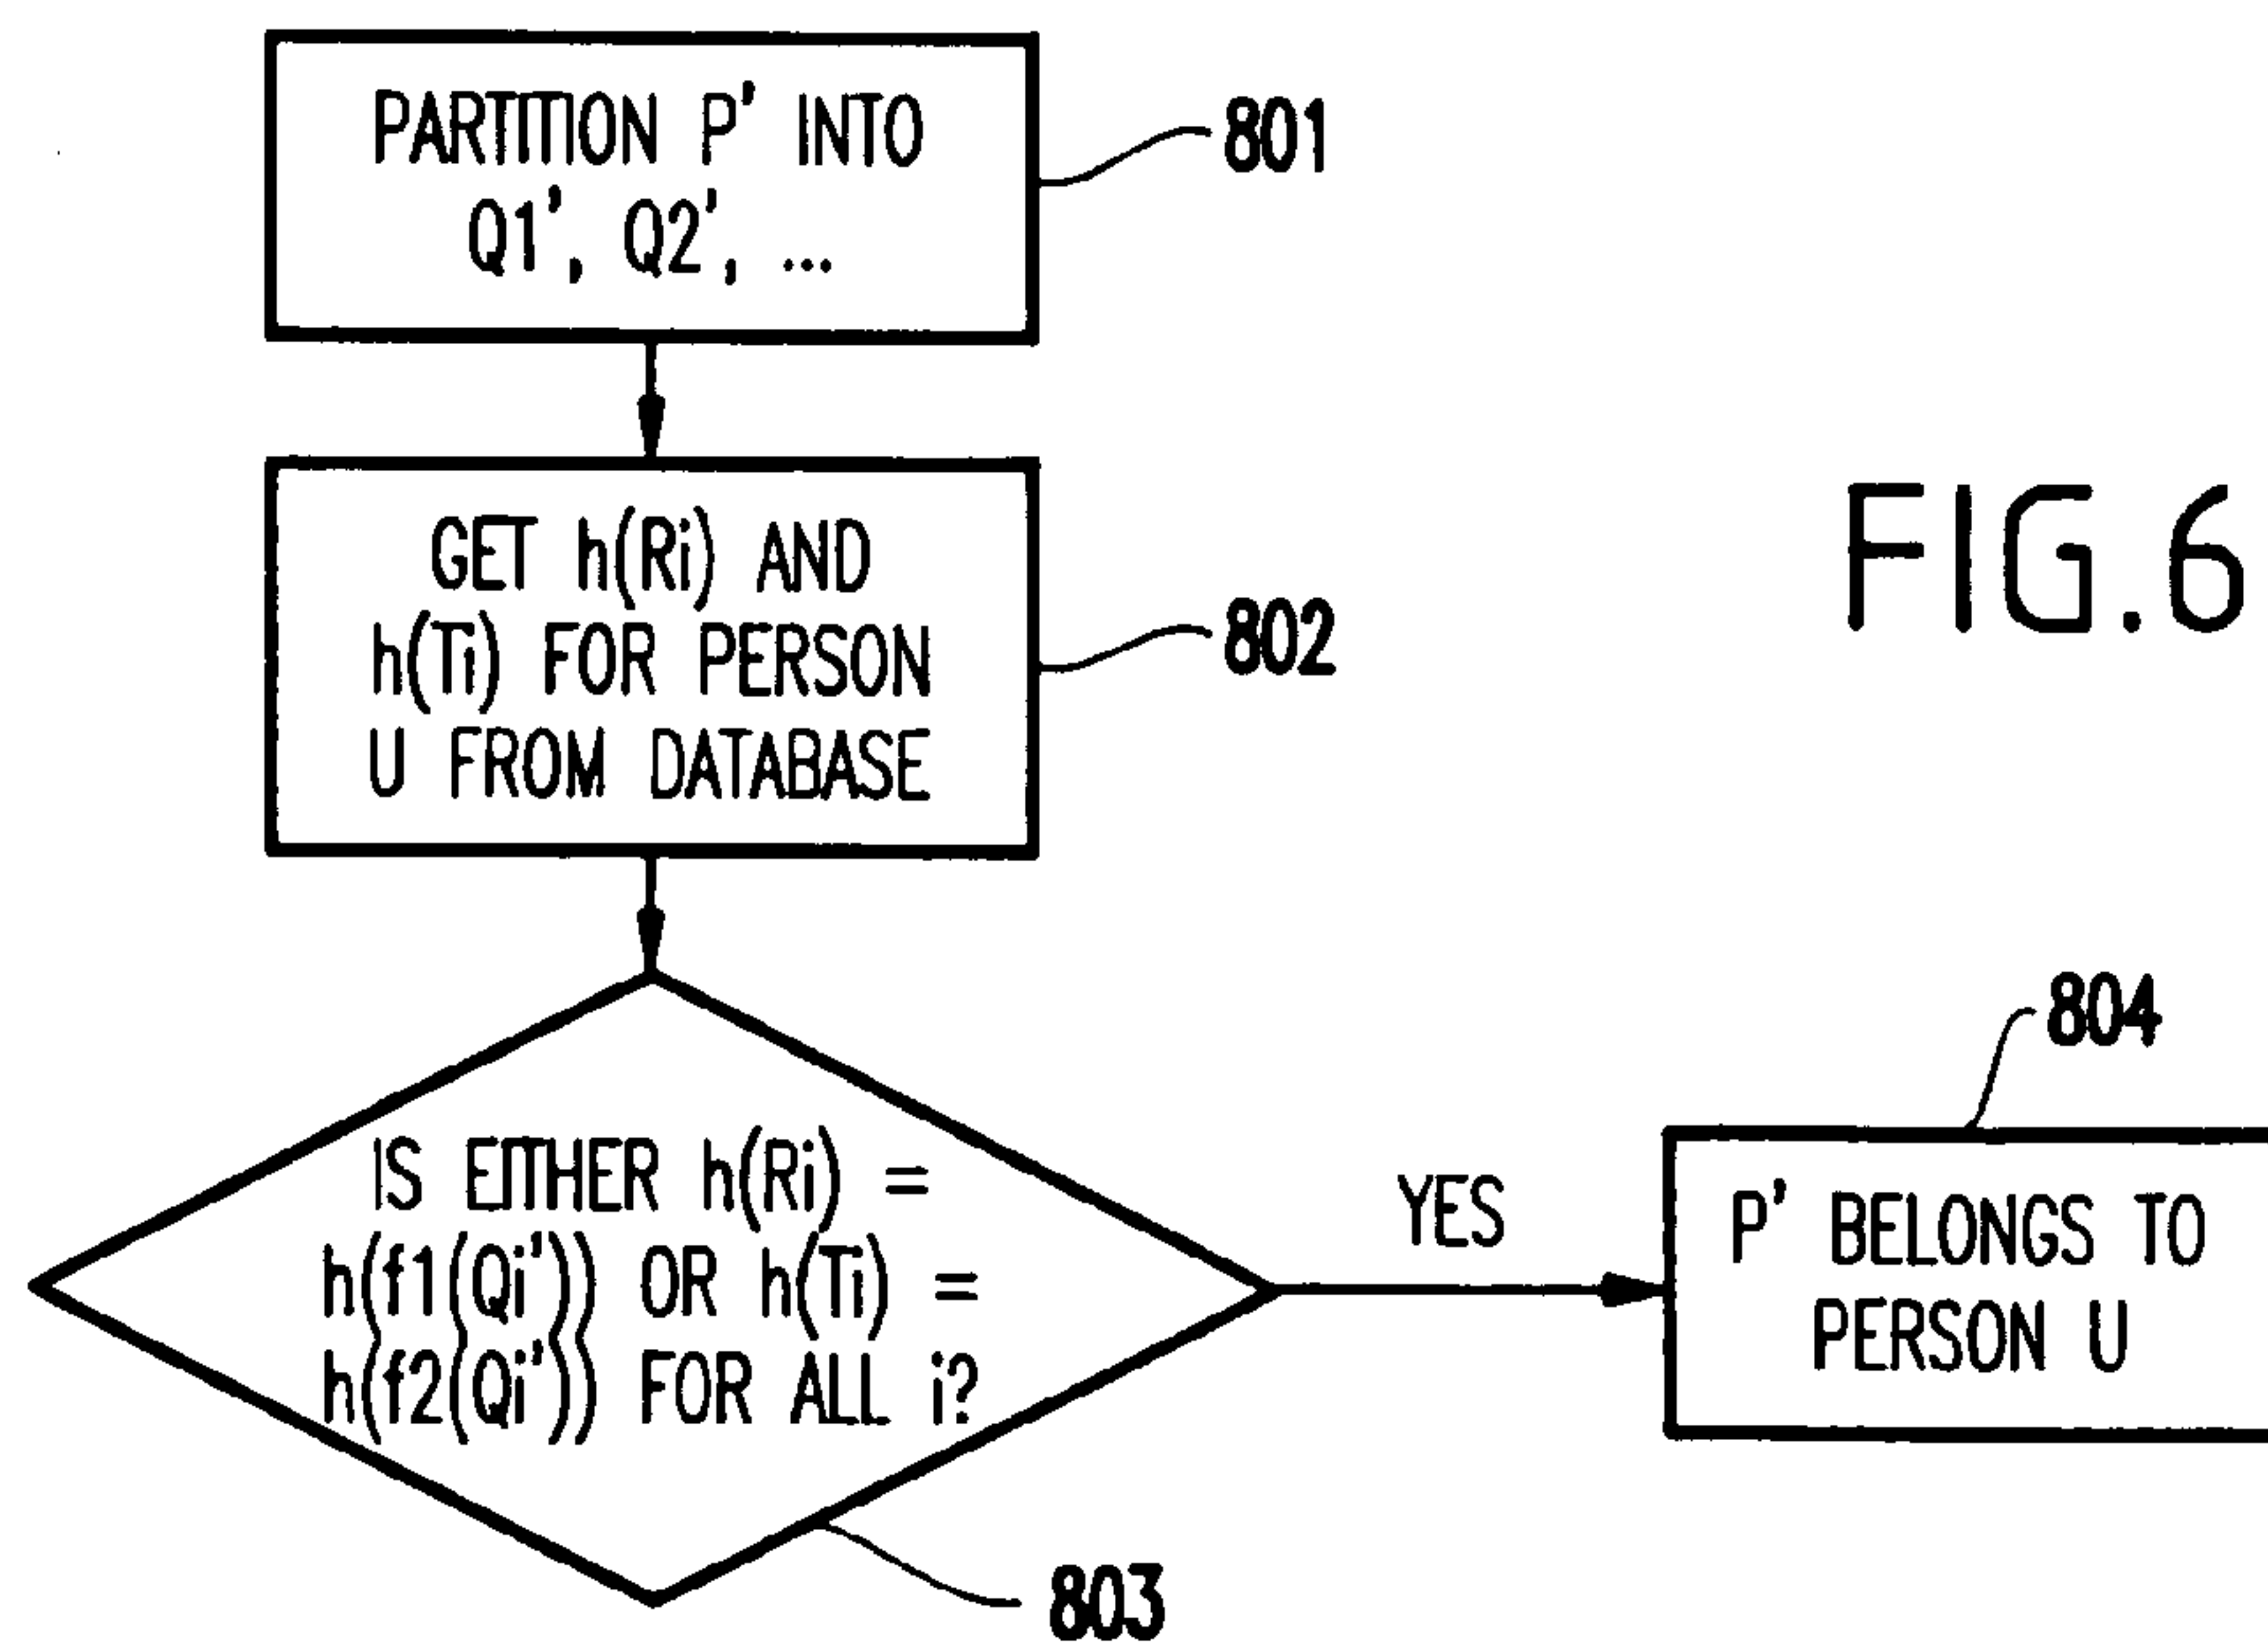 PARTITION P' INTO
Q1', Q2', ...
801
GET h(Ri) AND
h(Ti) FOR PERSON
U FROM DATABASE
802
FIG.6
IS EITHER h(Ri) =
h(f1(Qi')) OR h(Ti) =
h(f2(Qi')) FOR ALL i?
803
YES
804
P' BELONGS TO
PERSON U